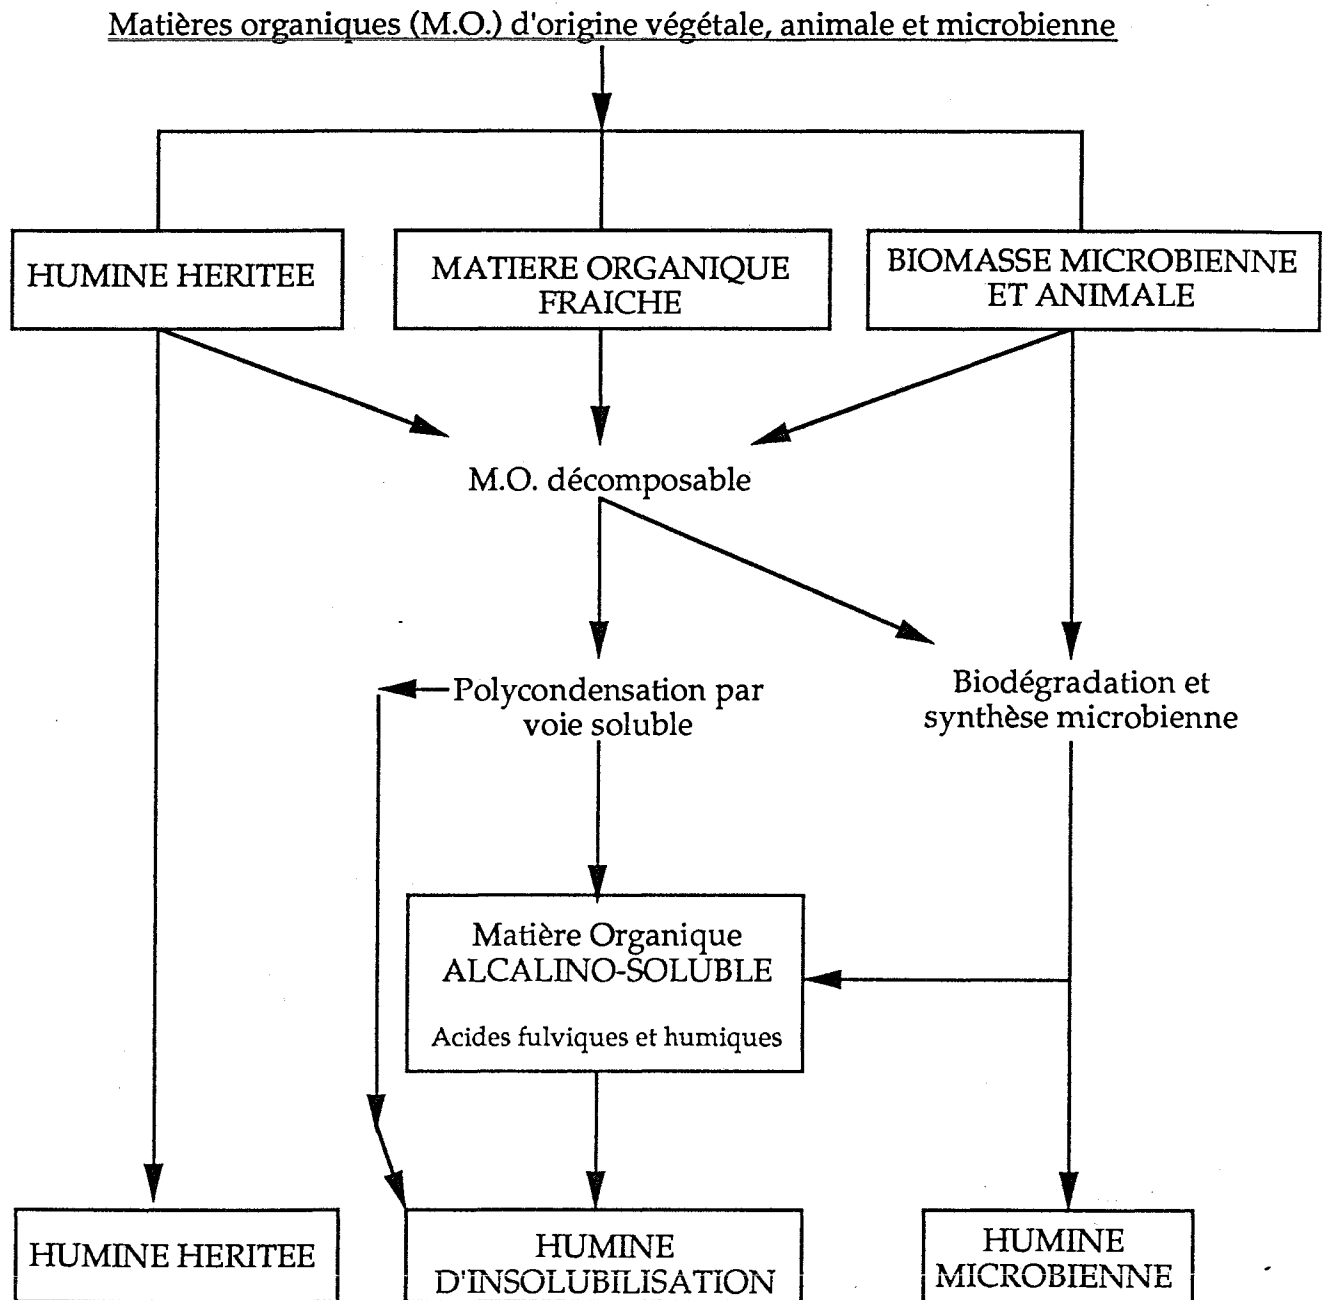 Matières organiques (M.O.) d'origine végétale, animale et microbienne
HUMINE HERITEE
MATIERE ORGANIQUE
FRAICHE
BIOMASSE MICROBIENNE
ET ANIMALE
M.O. décomposable
Polycondensation par
voie soluble
Biodégradation et
synthèse microbienne
Matière Organique
ALCALINO-SOLUBLE
Acides fulviques et humiques
HUMINE HERITEE
HUMINE
D'INSOLUBILISATION
HUMINE
MICROBIENNE